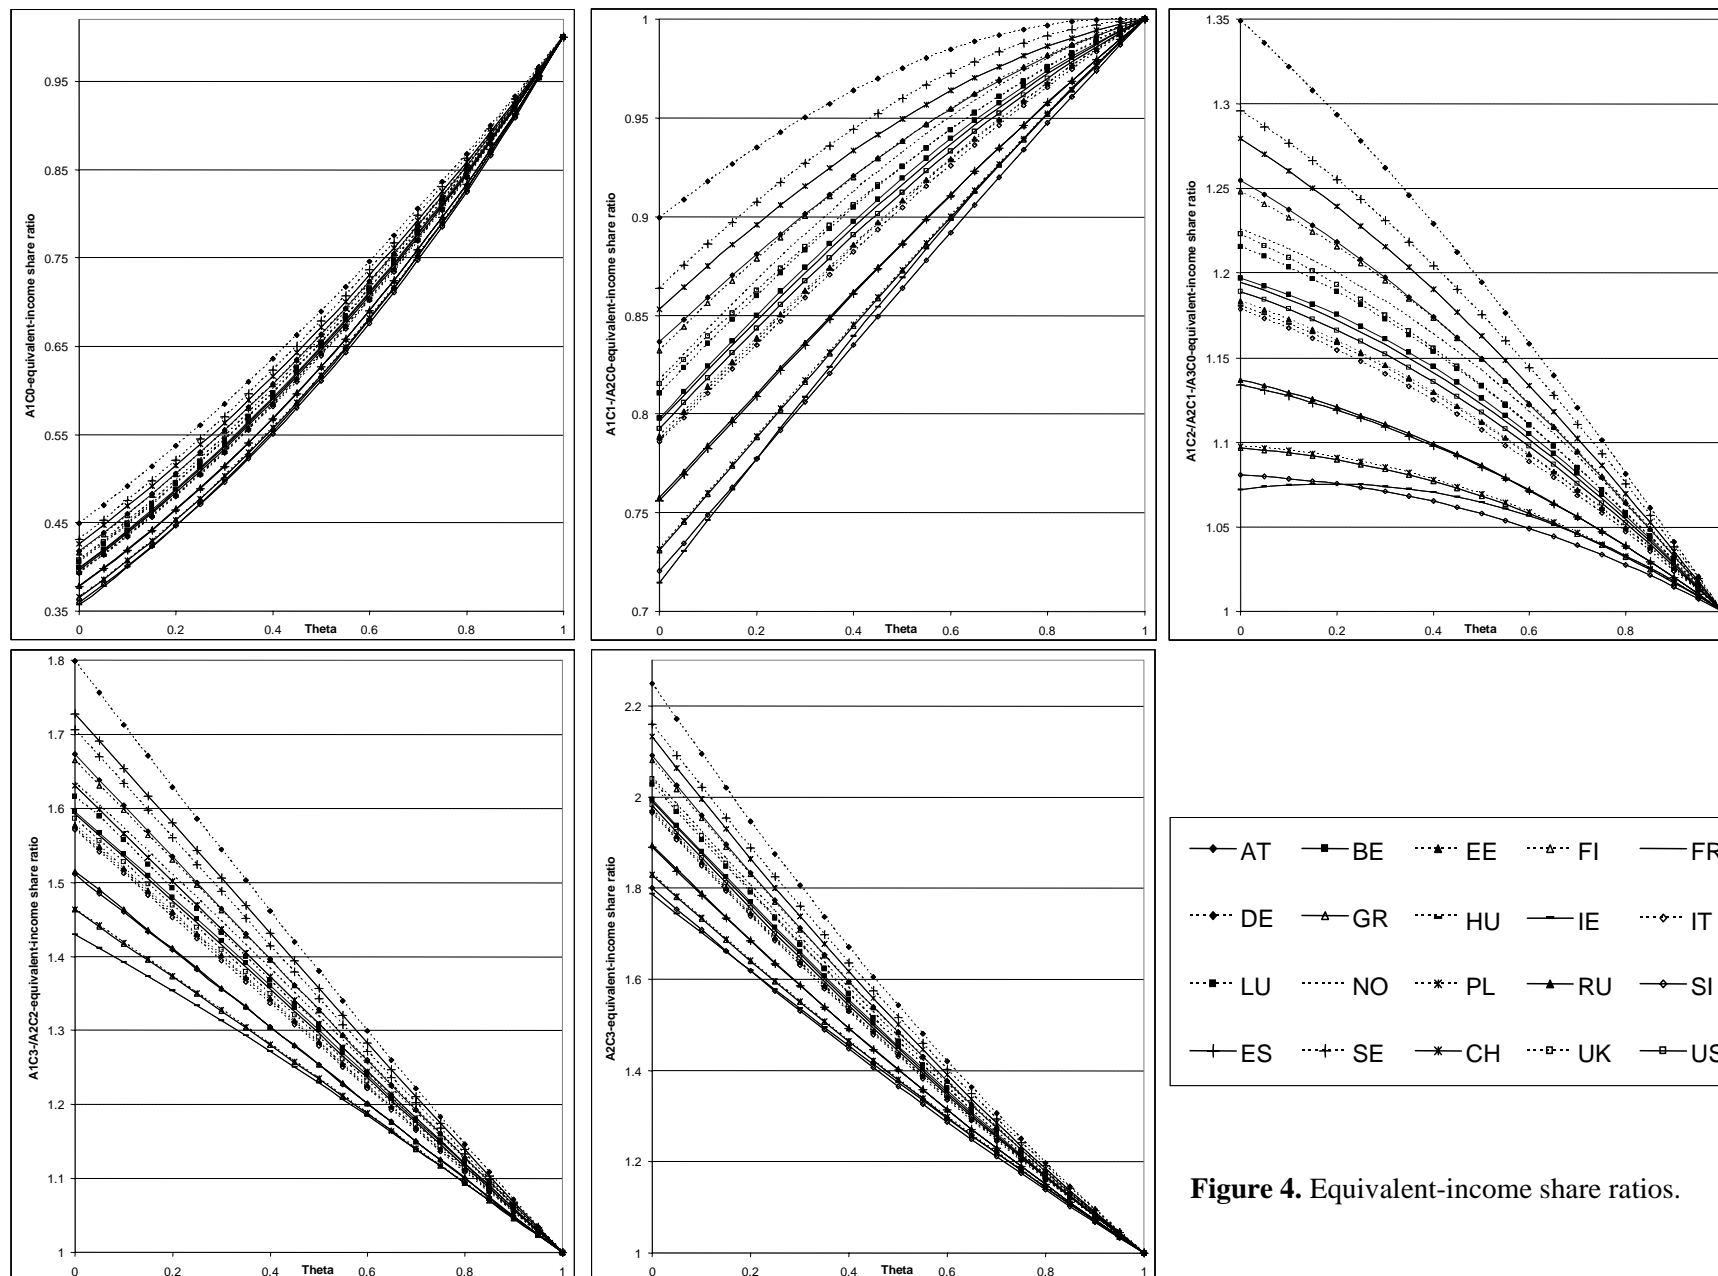 A1C0-equivalent-income share ratio
0.95
0.85
0.75
0.65
0.55
0.45
0.35
0 0.2 Theta 0.4 0.6 0.8 1
A1C1-/A2C0-equivalent-income share ratio
1
0.95
0.9
0.85
0.8
0.75
0.7
0 0.2 Theta 0.4 0.6 0.8 1
A1C2-/A2C1-/A3C0-equivalent-income share ratio
1.35
1.3
1.25
1.2
1.15
1.1
1.05
1
0 0.2 0.4 Theta 0.6 0.8
A1C3-/A2C2-equivalent-income share ratio
1.8
1.7
1.6
1.5
1.4
1.3
1.2
1.1
1
0 0.2 0.4 Theta 0.6 0.8 1
A2C3-equivalent-income share ratio
2.2
2
1.8
1.6
1.4
1.2
1
0 0.2 0.4 Theta 0.6 0.8 1
AT BE EE FI FR
DE GR HU IE IT
LU NO PL RU SI
ES SE CH UK US
Figure 4. Equivalent-income share ratios.